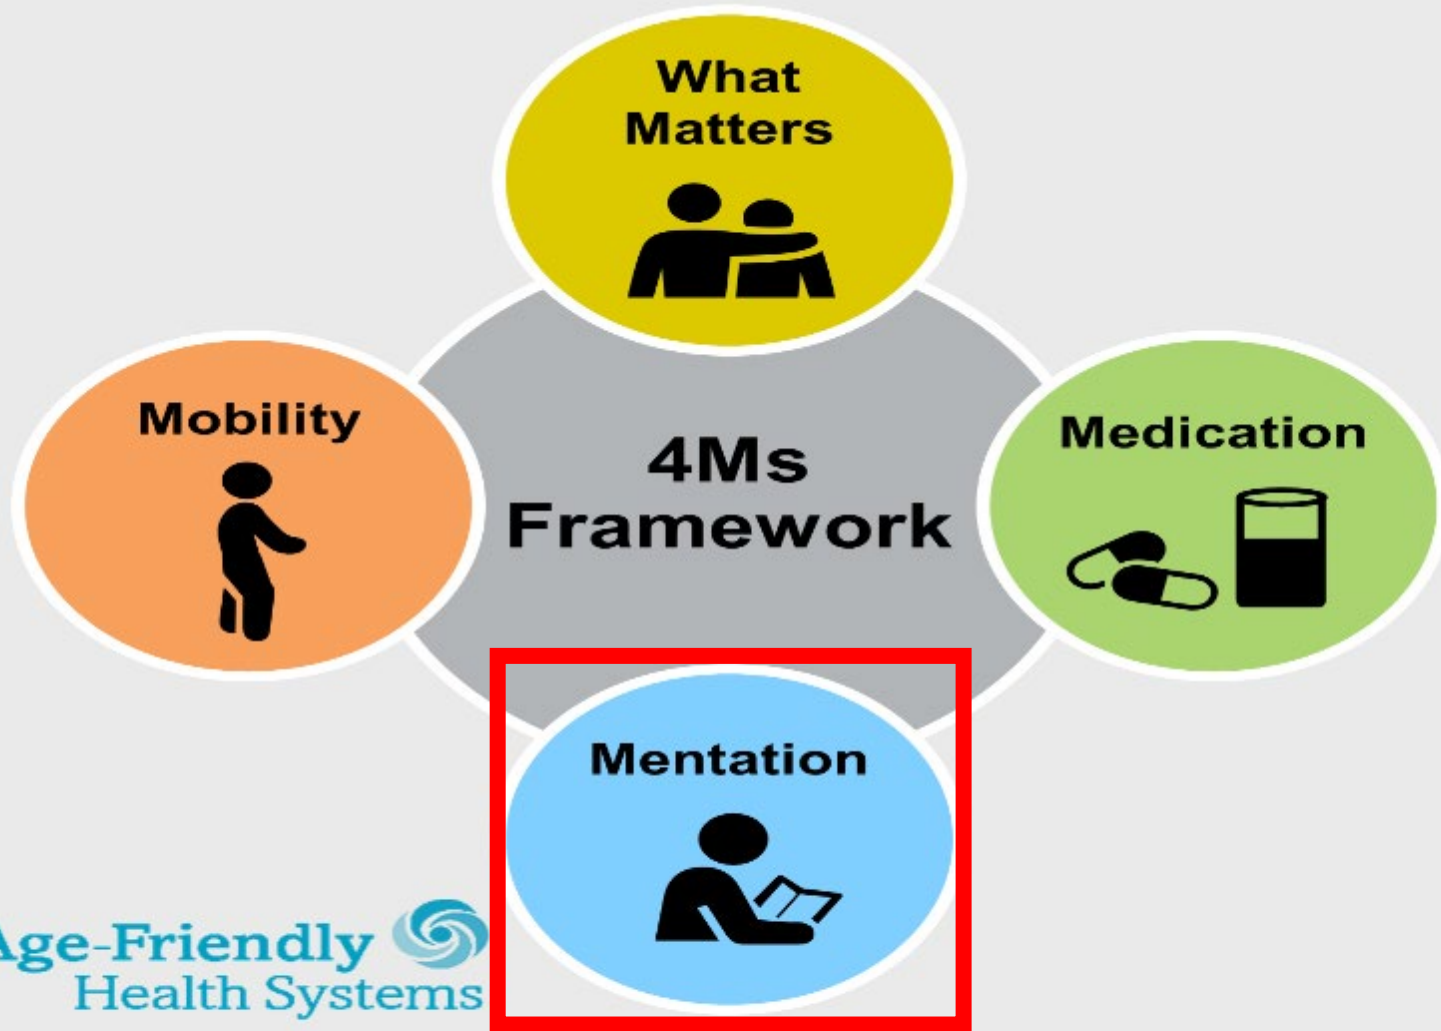 What
Matters
Mobility
4Ms
Framework
Medication
Mentation
Age-Friendly
Health Systems